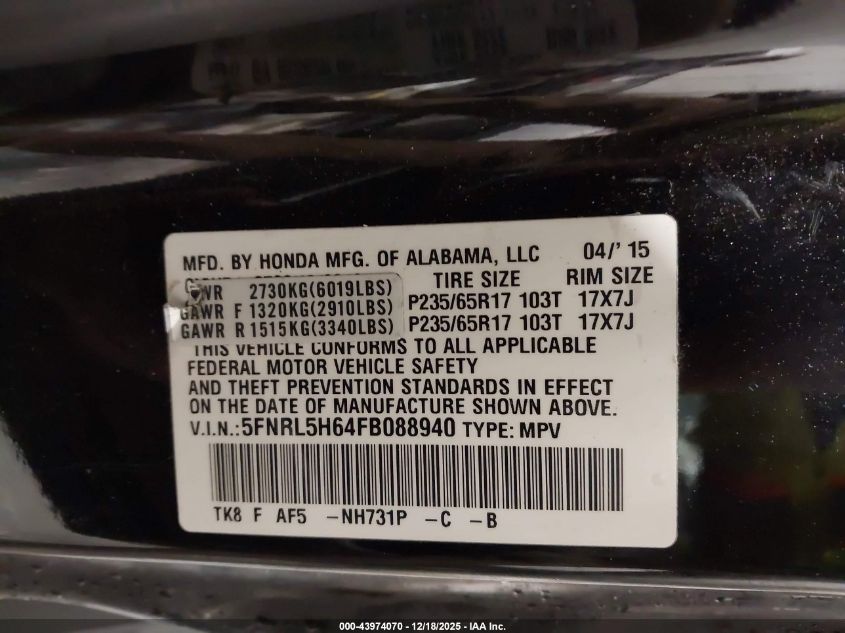 MFD. BY HONDA MFG. OF ALABAMA, LLC 04/' 15
TIRE SIZE RIM SIZE
WR 2730KG(6019LBS)
GAWR F 1320KG(2910LBS) P235/65R17 103T 17X7J
GAWR R 1515KG(3340LBS) P235/65R17 103T 17X7J
THIS VEHICLE CONFORMS TO ALL APPLICABLE
FEDERAL MOTOR VEHICLE SAFETY
AND THEFT PREVENTION STANDARDS IN EFFECT
ON THE DATE OF MANUFACTURE SHOWN ABOVE.
V.I.N.:5FNRL5H64FB088940 TYPE: MPV
TK8 F AF5 -NH731P -C -B
000-43974070 - 12/18/2025 - IAA Inc.